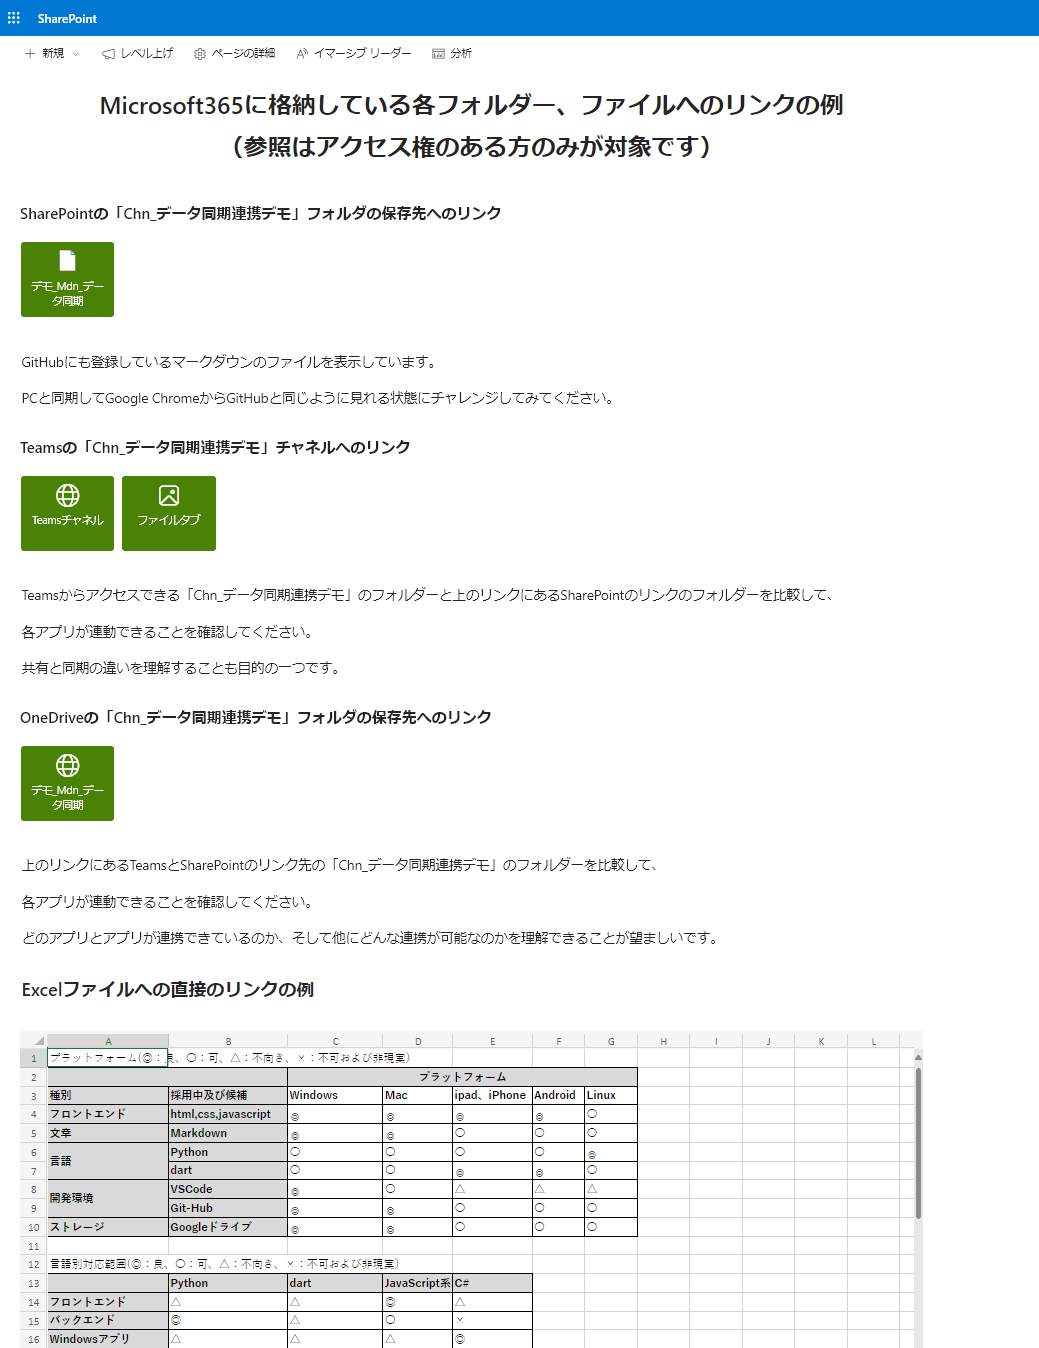 SharePoint
新規
レベル上げ
ページの詳細
イマーシブ リーダー
分析
Microsoft365に格納している各フォルダー、ファイルへのリンクの例
（参照はアクセス権のある方のみが対象です）
SharePointの「Chn_データ同期連携デモ」フォルダの保存先へのリンク
デモ_Mdn_デー
タ同期
GitHubにも登録しているマークダウンのファイルを表示しています。
PCと同期してGoogle ChromeからGitHubと同じように見れる状態にチャレンジしてみてください。
Teamsの「Chn_データ同期連携デモ」チャネルへのリンク
Teamsチャネル ファイルタブ
Teamsからアクセスできる「Chn_データ同期連携デモ」のフォルダーと上のリンクにあるSharePointのリンクのフォルダーを比較して、
各アプリが連動できることを確認してください。
共有と同期の違いを理解することも目的の一つです。
OneDriveの「Chn_データ同期連携デモ」フォルダの保存先へのリンク
デモ_Mdn_デー
タ同期
上のリンクにあるTeamsとSharePointのリンク先の「Chn_データ同期連携デモ」のフォルダーを比較して、
各アプリが連動できることを確認してください。
どのアプリとアプリが連携できているのか、そして他にどんな連携が可能なのかを理解できることが望ましいです。
Excelファイルへの直接のリンクの例
A B C D E F G H I J K L
1 プラットフォーム(◎：良、〇：可、△：不向き、×：不可および非現実)
2 プラットフォーム
3 種別 採用中及び候補 Windows Mac ipad、iPhone Android Linux
4 フロントエンド html,css,javascript ◎ ◎ ◎ ◎ 〇
5 文章 Markdown ◎ ◎ 〇 〇 〇
6 言語 Python 〇 〇 〇 〇 ◎
7 dart 〇 〇 ◎ ◎ 〇
8 開発環境 VSCode ◎ 〇 △ △ △
9 Git-Hub ◎ ◎ 〇 〇 〇
10 ストレージ Googleドライブ ◎ ◎ 〇 〇 〇
11
12 言語別対応範囲(◎：良、〇：可、△：不向き、×：不可および非現実)
13 Python dart JavaScript系 C#
14 フロントエンド △ △ ◎ △
15 バックエンド ◎ △ 〇 ×
16 Windowsアプリ △ △ △ ◎